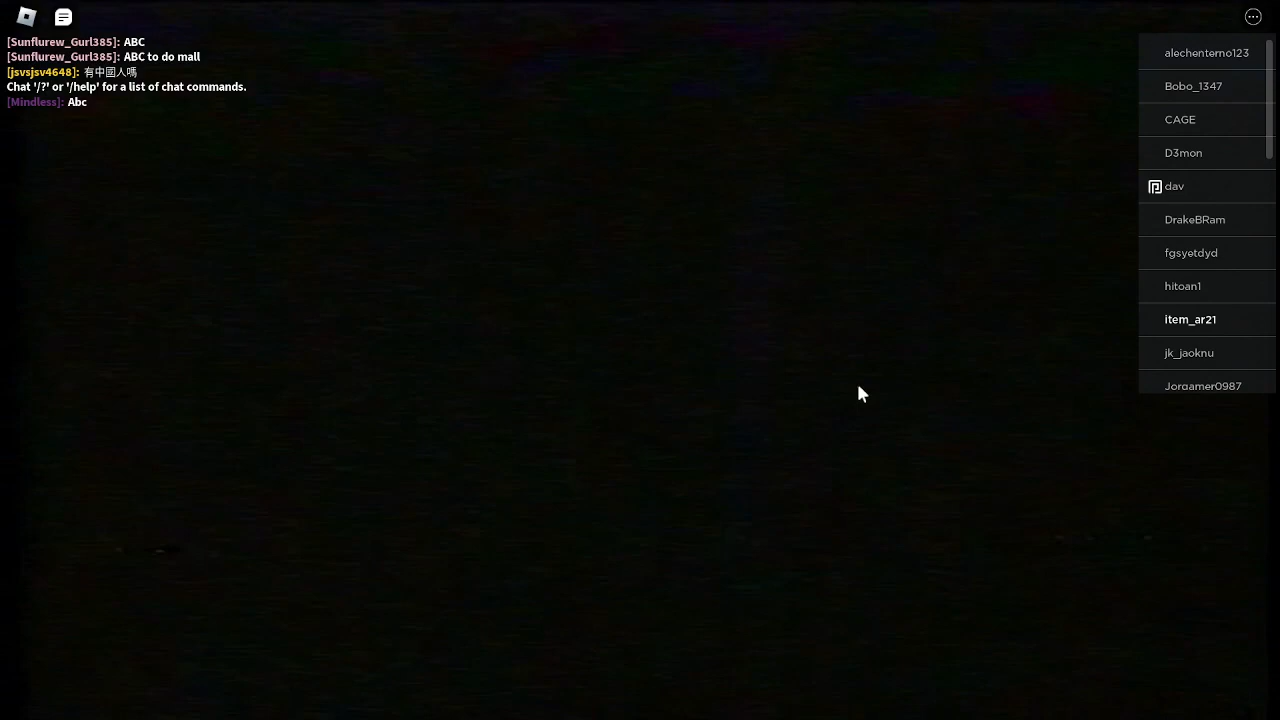 [Sunflurew_Gurl385]: ABC
[Sunflurew_Gurl385]: ABC to do mall
[jsvsjsv4648]: 有中國人嗎
Chat '/?' or '/help' for a list of chat commands.
[Mindless]: Abc
alechenterno123
Bobo_1347
CAGE
D3mon
dav
DrakeBRam
fgsyetdyd
hitoan1
item_ar21
jk_jaoknu
Jorgamer0987